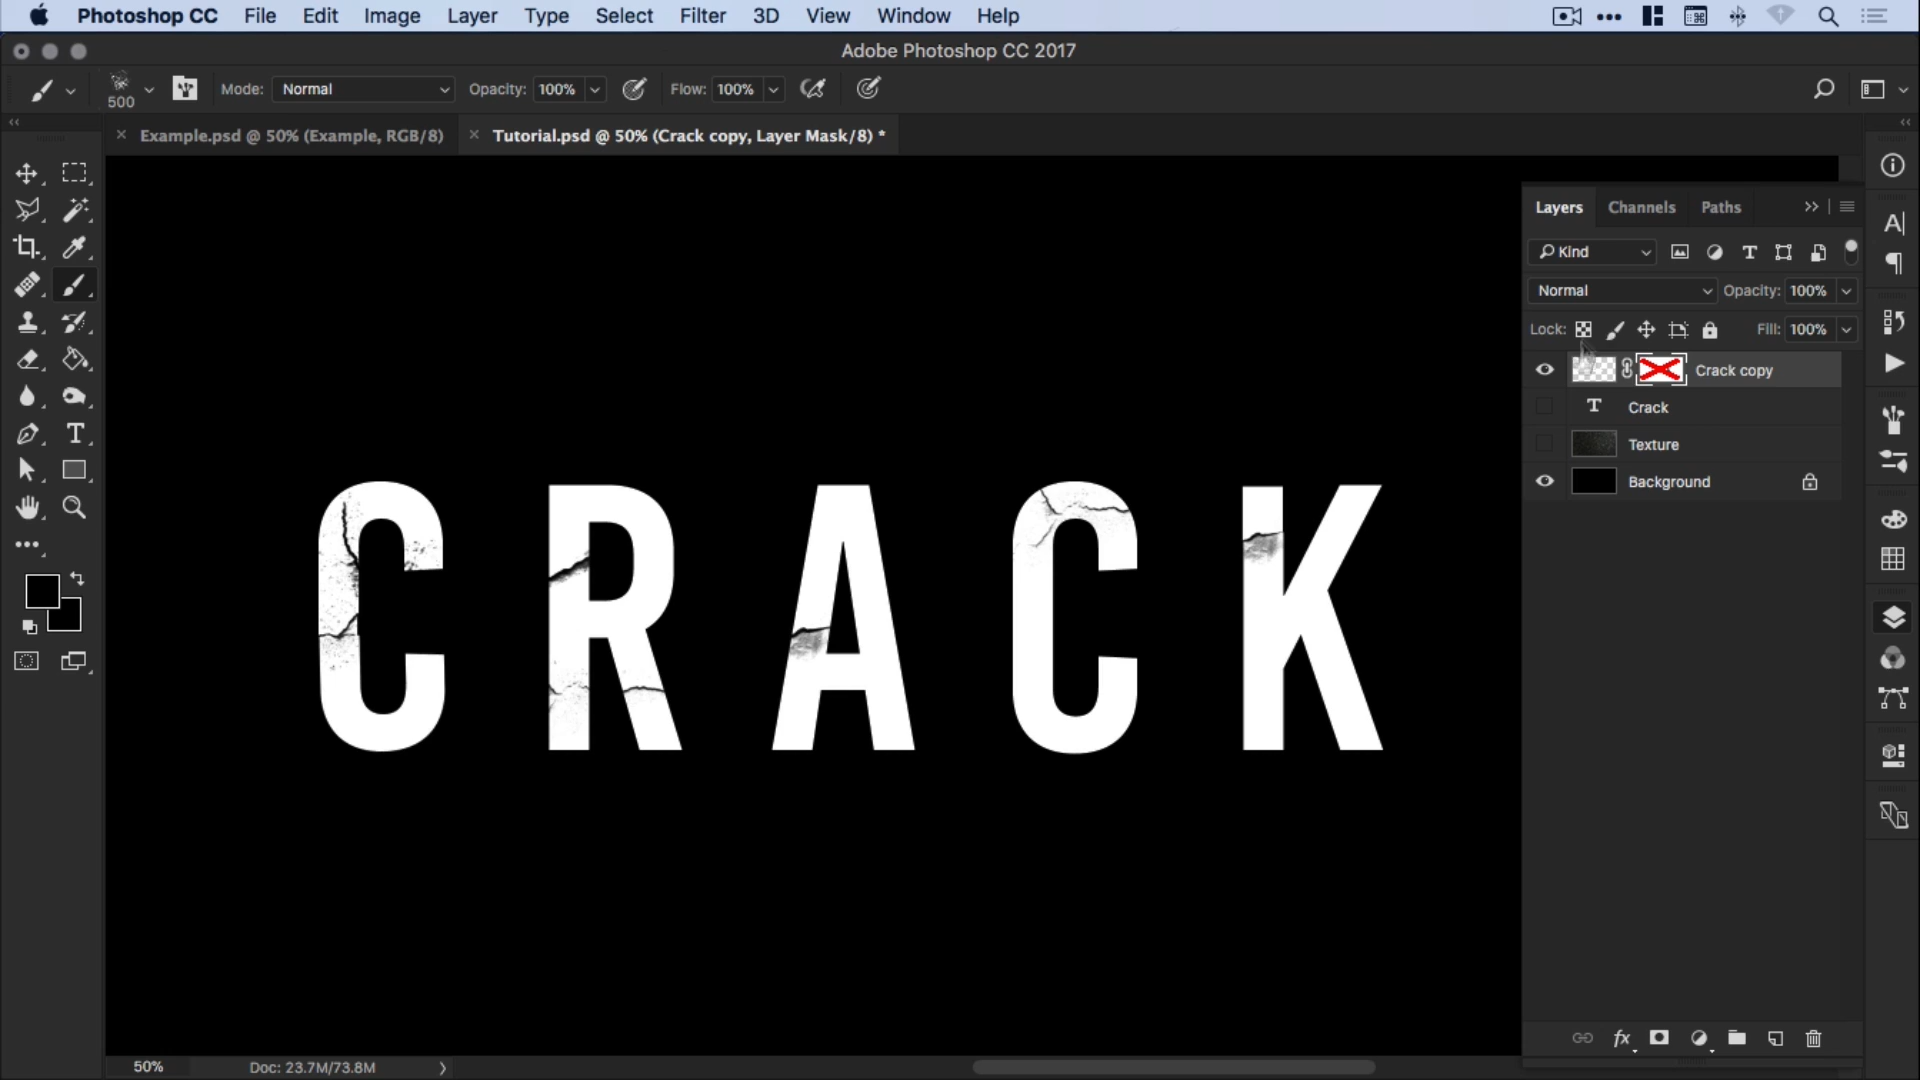 Photoshop CC File Edit Image Layer Type Select Filter 3D View Window Help
Adobe Photoshop CC 2017
500 Mode: Normal Opacity: 100% Flow: 100%
Example.psd @ 50% (Example, RGB/8) Tutorial.psd @ 50% (Crack copy, Layer Mask/8) *
Layers Channels Paths
Kind
Normal Opacity: 100%
Lock: Fill: 100%
Crack copy
Crack
Texture
Background
CRACK
50% Doc: 23.7M/73.8M